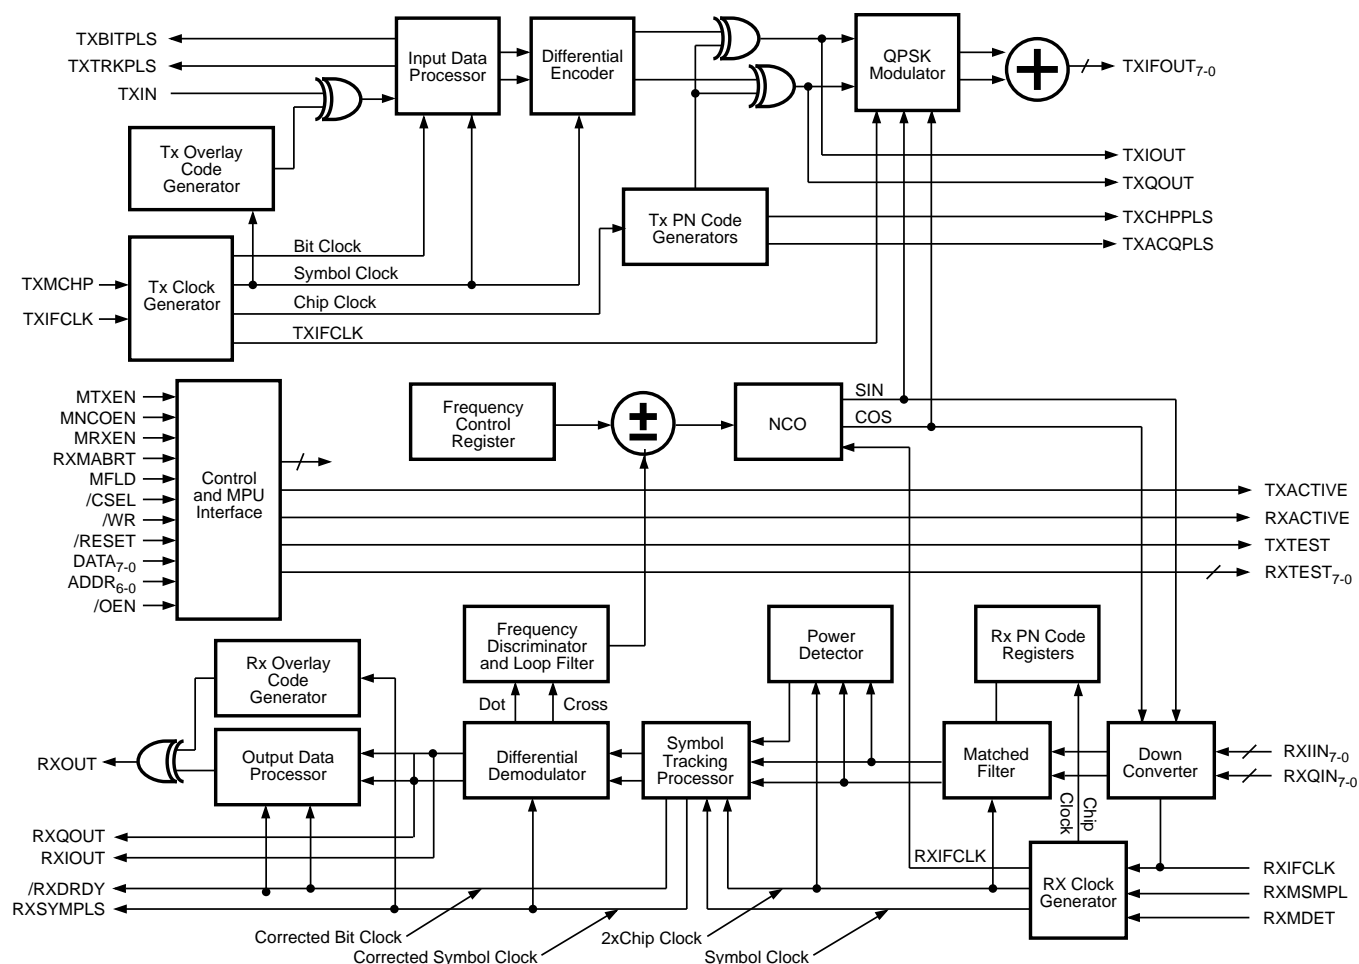 TXBITPLS
TXTRKPLS
TXIN
Input Data
Processor
Differential
Encoder
QPSK
Modulator
TXIFOUT7-0
Tx Overlay
Code
Generator
TXIOUT
TXQOUT
Tx PN Code
Generators
TXCHPPLS
TXACQPLS
TXMCHP
TXIFCLK
Tx Clock
Generator
Bit Clock
Symbol Clock
Chip Clock
TXIFCLK
MTXEN
MNCOEN
MRXEN
RXMABRT
MFLD
/CSEL
/WR
/RESET
DATA7-0
ADDR6-0
/OEN
Control
and MPU
Interface
Frequency
Control
Register
NCO
SIN
COS
TXACTIVE
RXACTIVE
TXTEST
RXTEST7-0
Rx Overlay
Code
Generator
Frequency
Discriminator
and Loop Filter
Power
Detector
Rx PN Code
Registers
Dot
Cross
RXOUT
Output Data
Processor
Differential
Demodulator
Symbol
Tracking
Processor
Matched
Filter
Down
Converter
RXIIN7-0
RXQIN7-0
Chip
Clock
RXQOUT
RXIOUT
/RXDRDY
RXSYMPLS
RXIFCLK
RX Clock
Generator
RXIFCLK
RXMSMPL
RXMDET
Corrected Bit Clock
Corrected Symbol Clock
2xChip Clock
Symbol Clock